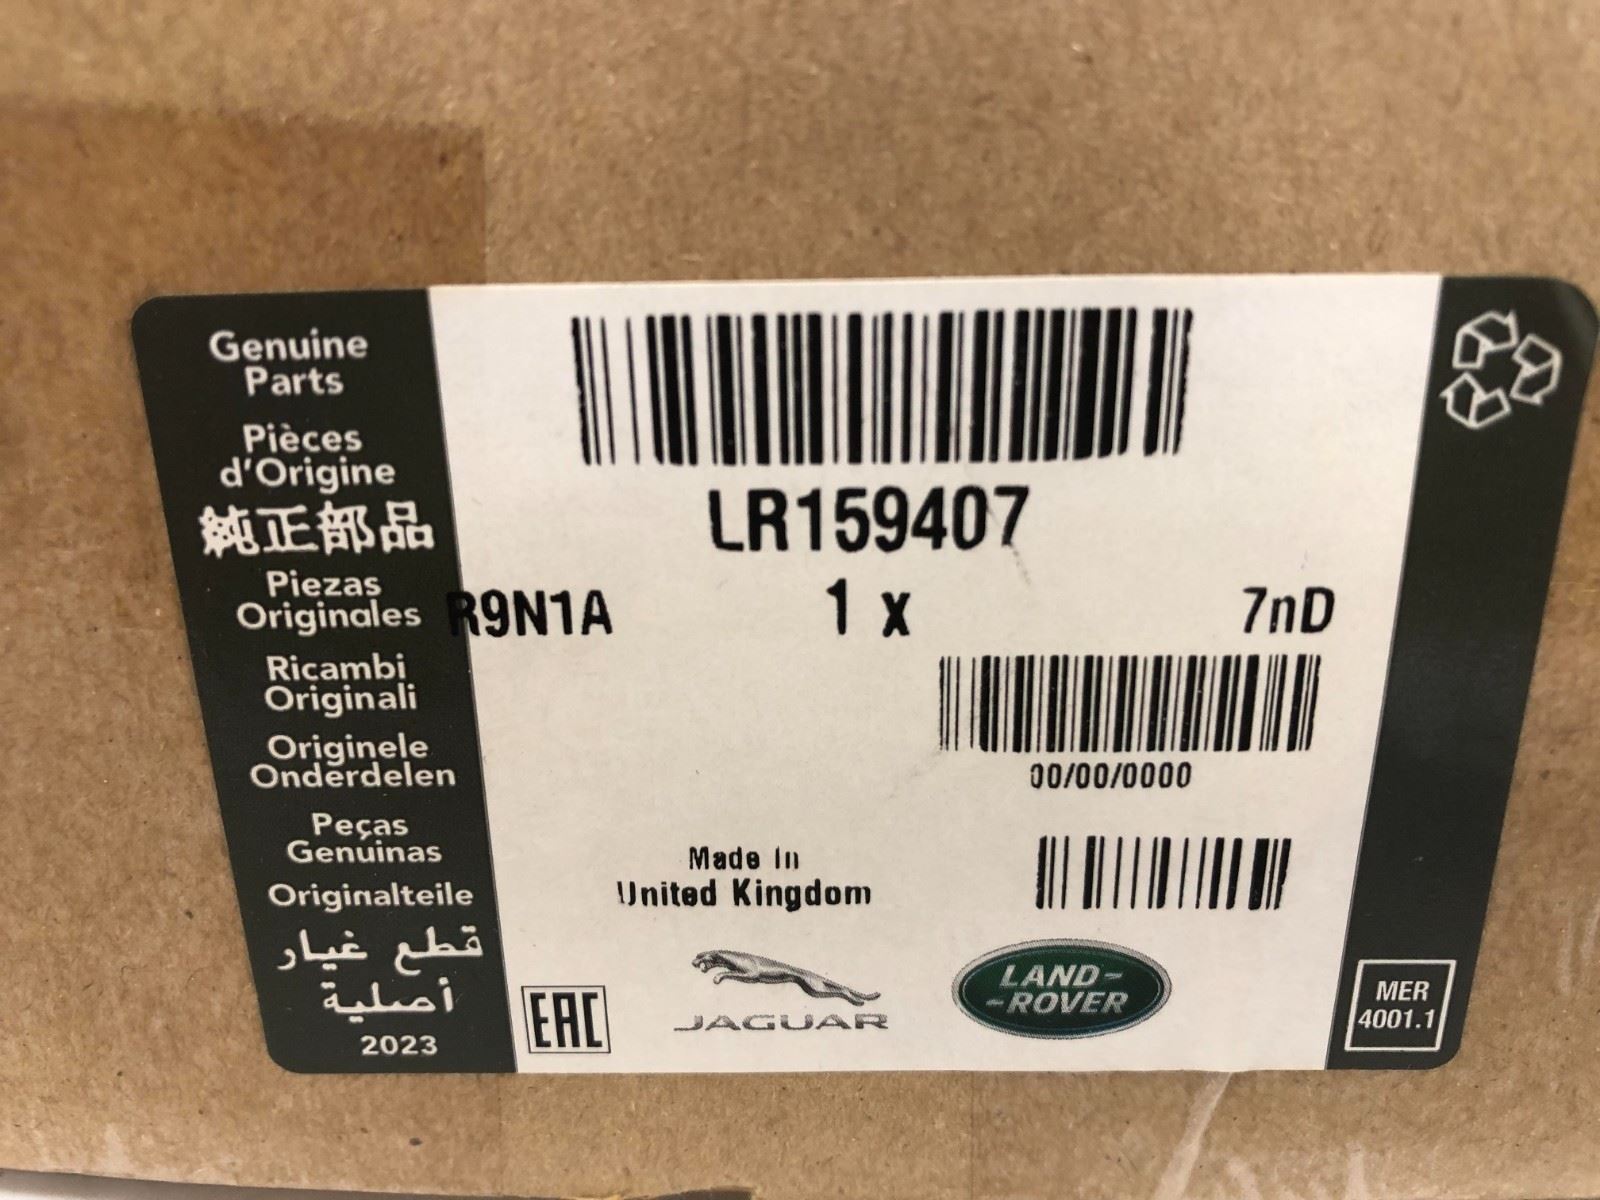 Genuine
Parts
Pièces
d'Origine
純正部品
Piezas
Originales
Ricambi
Originali
Originele
Onderdelen
Peças
Genuinas
Originalteile
قطع غيار
أصلية
2023
LR159407
R9N1A 1 x 7nD
00/00/0000
Made In
United Kingdom
EAC
JAGUAR
LAND-
-ROVER
MER
4001.1